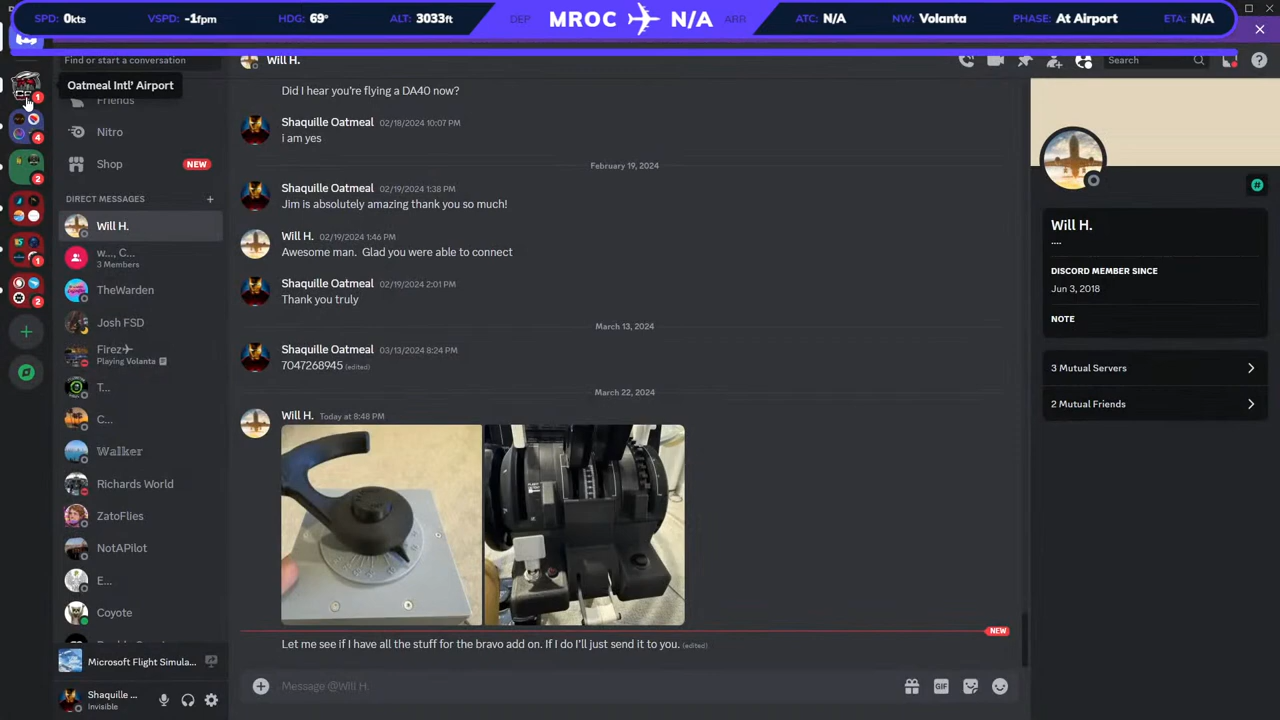 SPD: 0kts
VSPD: -1fpm
HDG: 69°
ALT: 3033ft
DEP
MROC
N/A
ARR
ATC: N/A
NW: Volanta
PHASE: At Airport
ETA: N/A
Find or start a conversation
Will H.
Search
Oatmeal Intl' Airport
1
4
2
1
2
Friends
Nitro
Shop
NEW
DIRECT MESSAGES
Will H.
w..., C...
3 Members
TheWarden
Josh FSD
Firez✈
Playing Volanta
T...
C...
𝕎𝕒𝕝𝕜𝕖𝕣
Richards World
ZatoFlies
NotAPilot
E...
Coyote
Microsoft Flight Simula...
Shaquille ...
Invisible
Did I hear you're flying a DA40 now?
Shaquille Oatmeal 02/18/2024 10:07 PM
i am yes
February 19, 2024
Shaquille Oatmeal 02/19/2024 1:38 PM
Jim is absolutely amazing thank you so much!
Will H. 02/19/2024 1:46 PM
Awesome man. Glad you were able to connect
Shaquille Oatmeal 02/19/2024 2:01 PM
Thank you truly
March 13, 2024
Shaquille Oatmeal 03/13/2024 8:24 PM
7047268945 (edited)
March 22, 2024
Will H. Today at 8:48 PM
NEW
Let me see if I have all the stuff for the bravo add on. If I do I'll just send it to you. (edited)
Message @Will H.
GIF
Will H.
....
DISCORD MEMBER SINCE
Jun 3, 2018
NOTE
3 Mutual Servers
2 Mutual Friends